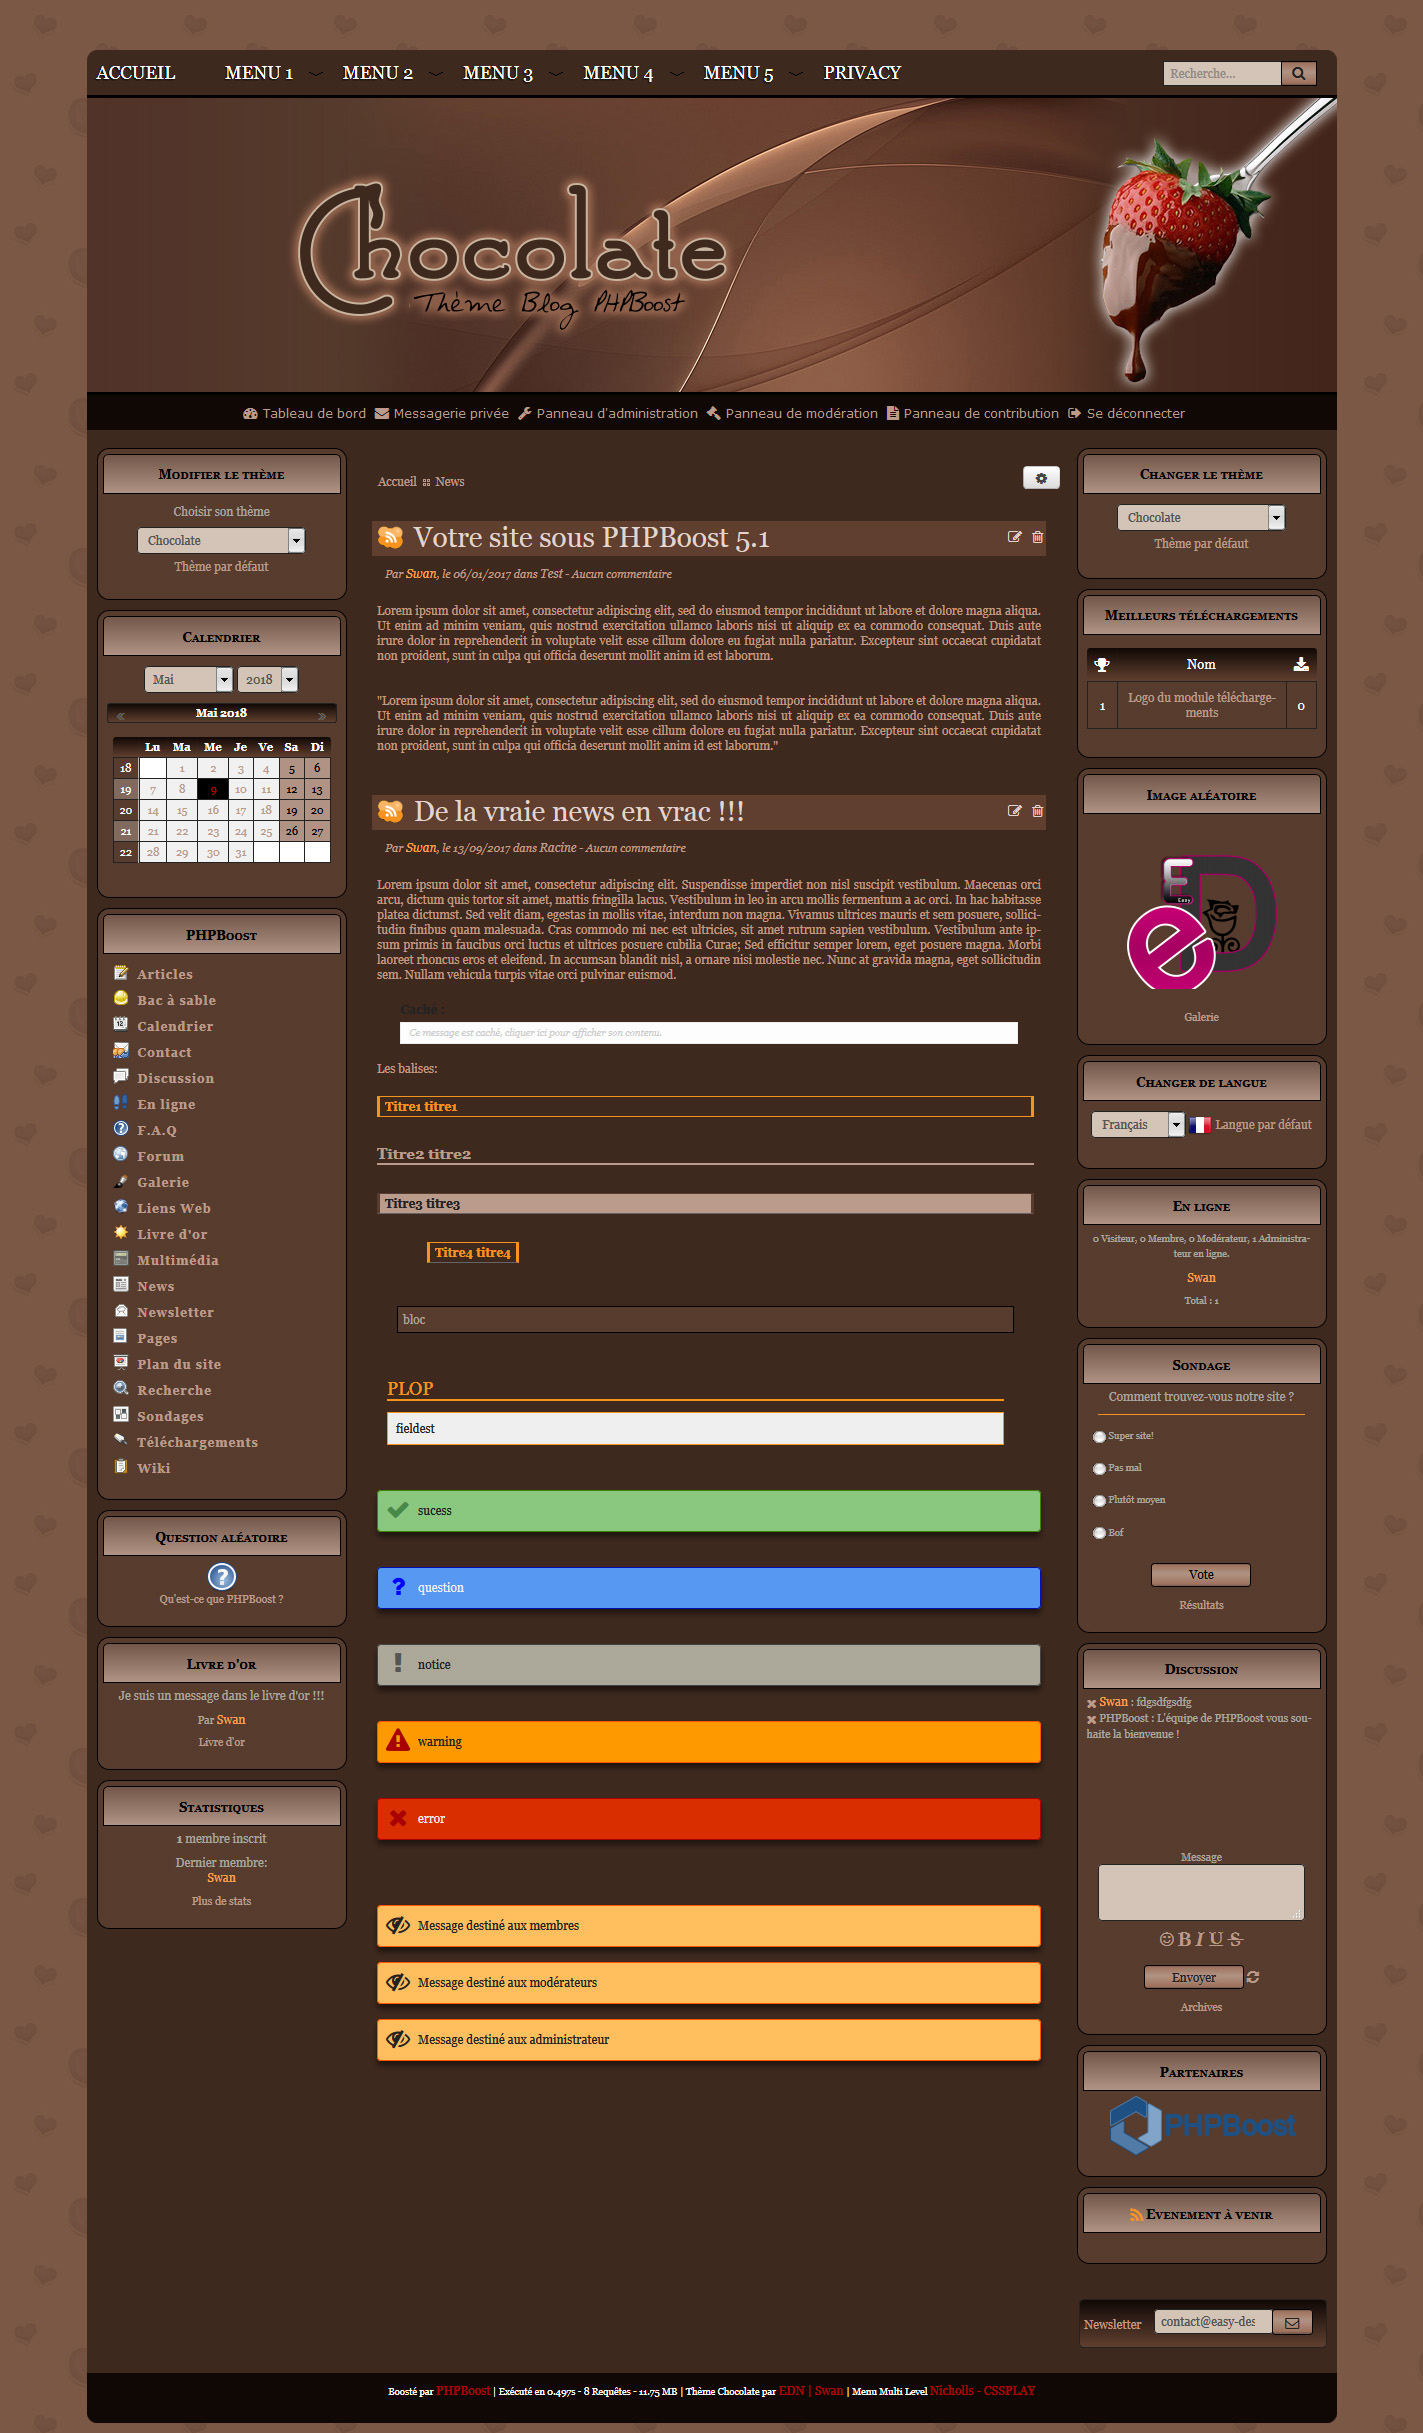 ACCUEIL MENU 1 MENU 2 MENU 3 MENU 4 MENU 5 PRIVACY Recherche...
Chocolate
Thème Blog PHPBoost
Tableau de bord Messagerie privée Panneau d'administration Panneau de modération Panneau de contribution Se déconnecter
Modifier le thème
Choisir son thème
Chocolate
Thème par défaut
Calendrier
Mai 2018
« Mai 2018 »
Lu Ma Me Je Ve Sa Di
18 1 2 3 4 5 6
19 7 8 9 10 11 12 13
20 14 15 16 17 18 19 20
21 21 22 23 24 25 26 27
22 28 29 30 31
PHPBoost
Articles
Bac à sable
Calendrier
Contact
Discussion
En ligne
F.A.Q
Forum
Galerie
Liens Web
Livre d'or
Multimédia
News
Newsletter
Pages
Plan du site
Recherche
Sondages
Téléchargements
Wiki
Question aléatoire
Qu'est-ce que PHPBoost ?
Livre d'or
Je suis un message dans le livre d'or !!!
Par Swan
Livre d'or
Statistiques
1 membre inscrit
Dernier membre:
Swan
Plus de stats
Accueil News
Votre site sous PHPBoost 5.1
Par Swan, le 06/01/2017 dans Test - Aucun commentaire
Lorem ipsum dolor sit amet, consectetur adipiscing elit, sed do eiusmod tempor incididunt ut labore et dolore magna aliqua.
Ut enim ad minim veniam, quis nostrud exercitation ullamco laboris nisi ut aliquip ex ea commodo consequat. Duis aute
irure dolor in reprehenderit in voluptate velit esse cillum dolore eu fugiat nulla pariatur. Excepteur sint occaecat cupidatat
non proident, sunt in culpa qui officia deserunt mollit anim id est laborum.
"Lorem ipsum dolor sit amet, consectetur adipiscing elit, sed do eiusmod tempor incididunt ut labore et dolore magna aliqua.
Ut enim ad minim veniam, quis nostrud exercitation ullamco laboris nisi ut aliquip ex ea commodo consequat. Duis aute
irure dolor in reprehenderit in voluptate velit esse cillum dolore eu fugiat nulla pariatur. Excepteur sint occaecat cupidatat
non proident, sunt in culpa qui officia deserunt mollit anim id est laborum."
De la vraie news en vrac !!!
Par Swan, le 13/09/2017 dans Racine - Aucun commentaire
Lorem ipsum dolor sit amet, consectetur adipiscing elit. Suspendisse imperdiet non nisl suscipit vestibulum. Maecenas orci
arcu, dictum quis tortor sit amet, mattis fringilla lacus. Vestibulum in leo in arcu mollis fermentum a ac orci. In hac habitasse
platea dictumst. Sed velit diam, egestas in mollis vitae, interdum non magna. Vivamus ultrices mauris et sem posuere, sollici-
tudin finibus quam malesuada. Cras commodo mi nec est ultricies, sit amet rutrum sapien vestibulum. Vestibulum ante ip-
sum primis in faucibus orci luctus et ultrices posuere cubilia Curae; Sed efficitur semper lorem, eget posuere magna. Morbi
laoreet rhoncus eros et eleifend. In accumsan blandit nisl, a ornare nisi molestie nec. Nunc at gravida magna, eget sollicitudin
sem. Nullam vehicula turpis vitae orci pulvinar euismod.
Caché :
Ce message est caché, cliquer ici pour afficher son contenu.
Les balises:
Titre1 titre1
Titre2 titre2
Titre3 titre3
Titre4 titre4
bloc
PLOP
fieldest
sucess
question
notice
warning
error
Message destiné aux membres
Message destiné aux modérateurs
Message destiné aux administrateur
Changer le thème
Chocolate
Thème par défaut
Meilleurs téléchargements
Nom
1 Logo du module télécharge- 0
ments
Image aléatoire
Easy
Galerie
Changer de langue
Français Langue par défaut
En ligne
0 Visiteur, 0 Membre, 0 Modérateur, 1 Administra-
teur en ligne.
Swan
Total : 1
Sondage
Comment trouvez-vous notre site ?
Super site!
Pas mal
Plutôt moyen
Bof
Vote
Résultats
Discussion
Swan : fdgsdfgsdfg
PHPBoost : L'équipe de PHPBoost vous sou-
haite la bienvenue !
Message
B I U S
Envoyer
Archives
Partenaires
PHPBoost
Evenement à venir
Newsletter contact@easy-des
Boosté par PHPBoost | Exécuté en 0.497s - 8 Requêtes - 11.75 MB | Thème Chocolate par EDN | Swan | Menu Multi Level Nicholls - CSSPLAY